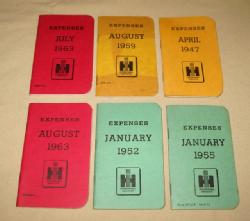 EXPENSES
JULY
1963
EXPENSES
AUGUST
1959
EXPENSES
APRIL
1947
EXPENSES
AUGUST
1963
EXPENSES
JANUARY
1952
EXPENSES
JANUARY
1955